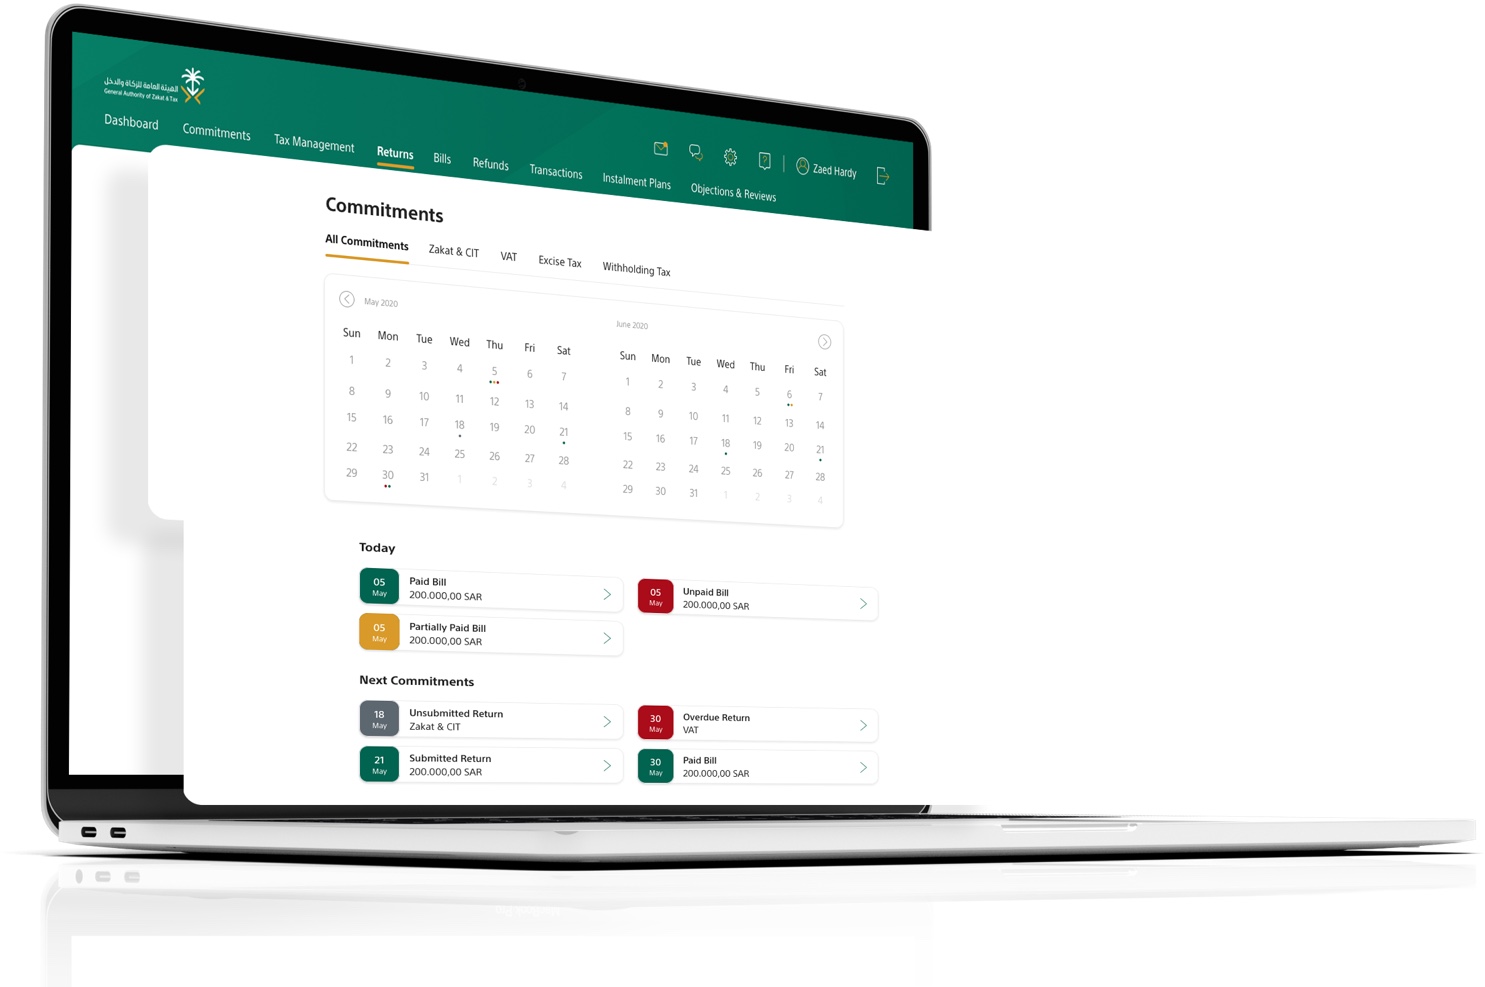 الهيئة العامة للزكاة والدخل
General Authority of Zakat & Tax
Zaed Hardy
Dashboard Commitments Tax Management Returns Bills Refunds Transactions Instalment Plans Objections & Reviews
Commitments
All Commitments Zakat & CIT VAT Excise Tax Withholding Tax
May 2020
Sun Mon Tue Wed Thu Fri Sat
1 2 3 4 5 6 7
8 9 10 11 12 13 14
15 16 17 18 19 20 21
22 23 24 25 26 27 28
29 30 31 1 2 3 4
June 2020
Sun Mon Tue Wed Thu Fri Sat
1 2 3 4 5 6 7
8 9 10 11 12 13 14
15 16 17 18 19 20 21
22 23 24 25 26 27 28
29 30 31 1 2 3 4
Today
05 May
Paid Bill
200.000,00 SAR
05 May
Unpaid Bill
200.000,00 SAR
05 May
Partially Paid Bill
200.000,00 SAR
Next Commitments
18 May
Unsubmitted Return
Zakat & CIT
30 May
Overdue Return
VAT
21 May
Submitted Return
200.000,00 SAR
30 May
Paid Bill
200.000,00 SAR